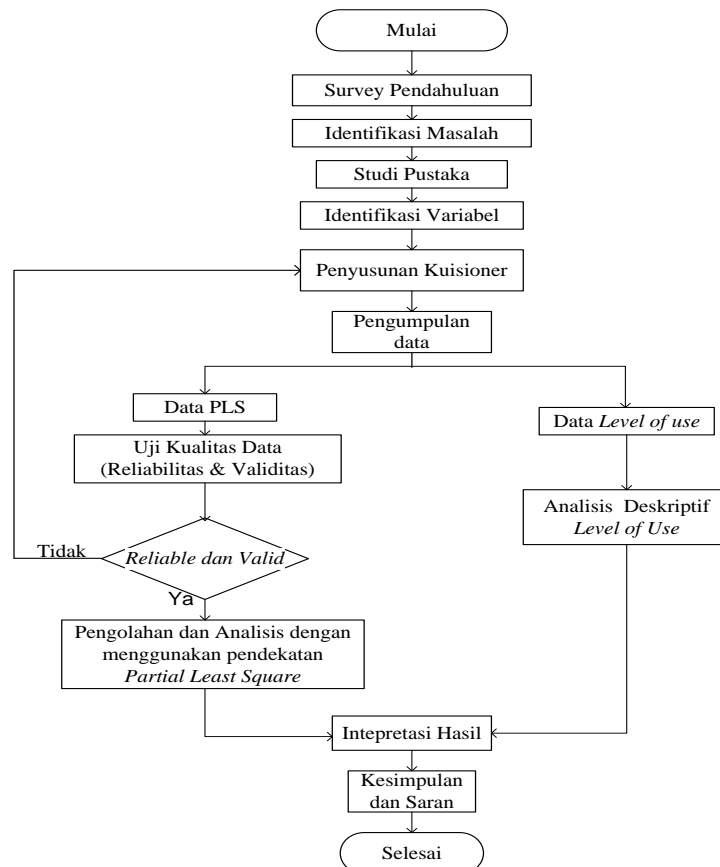 Mulai
Survey Pendahuluan
Identifikasi Masalah
Studi Pustaka
Identifikasi Variabel
Penyusunan Kuisioner
Pengumpulan
data
Data PLS
Uji Kualitas Data
(Reliabilitas & Validitas)
Reliable dan Valid
Tidak
Ya
Pengolahan dan Analisis dengan
menggunakan pendekatan
Partial Least Square
Data Level of use
Analisis Deskriptif
Level of Use
Intepretasi Hasil
Kesimpulan
dan Saran
Selesai